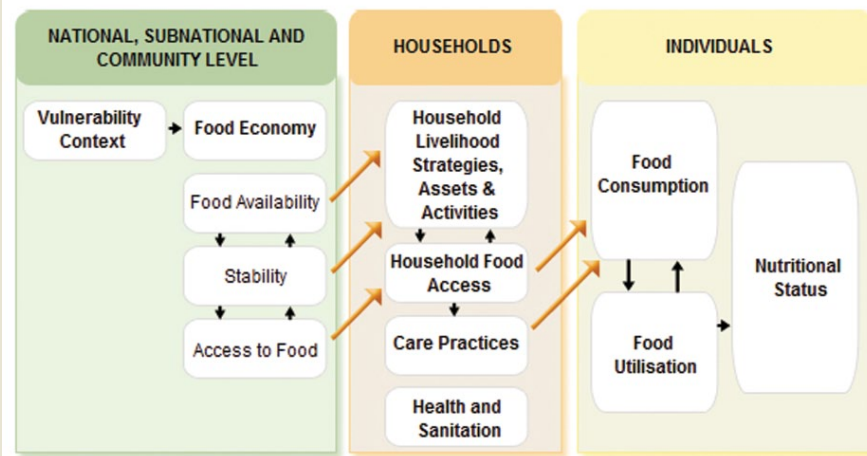 NATIONAL, SUBNATIONAL AND
COMMUNITY LEVEL
Vulnerability
Context
Food Economy
Food Availability
Stability
Access to Food
HOUSEHOLDS
Household
Livelihood
Strategies,
Assets &
Activities
Household Food
Access
Care Practices
Health and
Sanitation
INDIVIDUALS
Food
Consumption
Food
Utilisation
Nutritional
Status